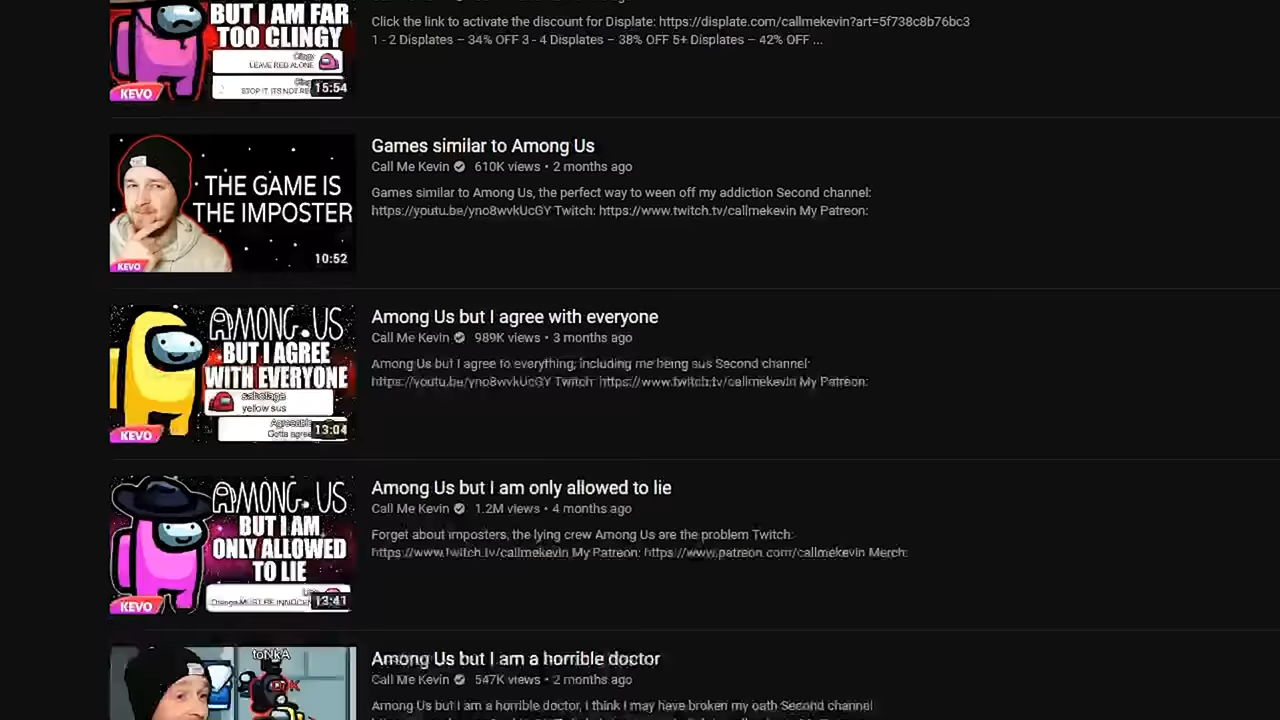 BUT I AM FAR
TOO CLINGY
Clingy
LEAVE RED ALONE
STOP IT ITS NOT RED
15:54
KEVO
Click the link to activate the discount for Displate: https://displate.com/callmekevin?art=5f738c8b76bc3
1 - 2 Displates – 34% OFF 3 - 4 Displates – 38% OFF 5+ Displates – 42% OFF ...
THE GAME IS
THE IMPOSTER
KEVO
10:52
Games similar to Among Us
Call Me Kevin 610K views • 2 months ago
Games similar to Among Us, the perfect way to ween off my addiction Second channel:
https://youtu.be/yno8wvkUcGY Twitch: https://www.twitch.tv/callmekevin My Patreon:
AMONG US
BUT I AGREE
WITH EVERYONE
sabotage
yellow sus
Agreeable
Gotta agree
13:04
KEVO
Among Us but I agree with everyone
Call Me Kevin 989K views • 3 months ago
Among Us but I agree to everything, including me being sus Second channel:
https://youtu.be/yno8wvkUcGY Twitch: https://www.twitch.tv/callmekevin My Patreon:
AMONG US
BUT I AM
ONLY ALLOWED
TO LIE
Orange MUST BE INNOCEN
13:41
KEVO
Among Us but I am only allowed to lie
Call Me Kevin 1.2M views • 4 months ago
Forget about imposters, the lying crew Among Us are the problem Twitch:
https://www.twitch.tv/callmekevin My Patreon: https://www.patreon.com/callmekevin Merch:
toNkA
Among Us but I am a horrible doctor
Call Me Kevin 547K views • 2 months ago
Among Us but I am a horrible doctor, I think I may have broken my oath Second channel